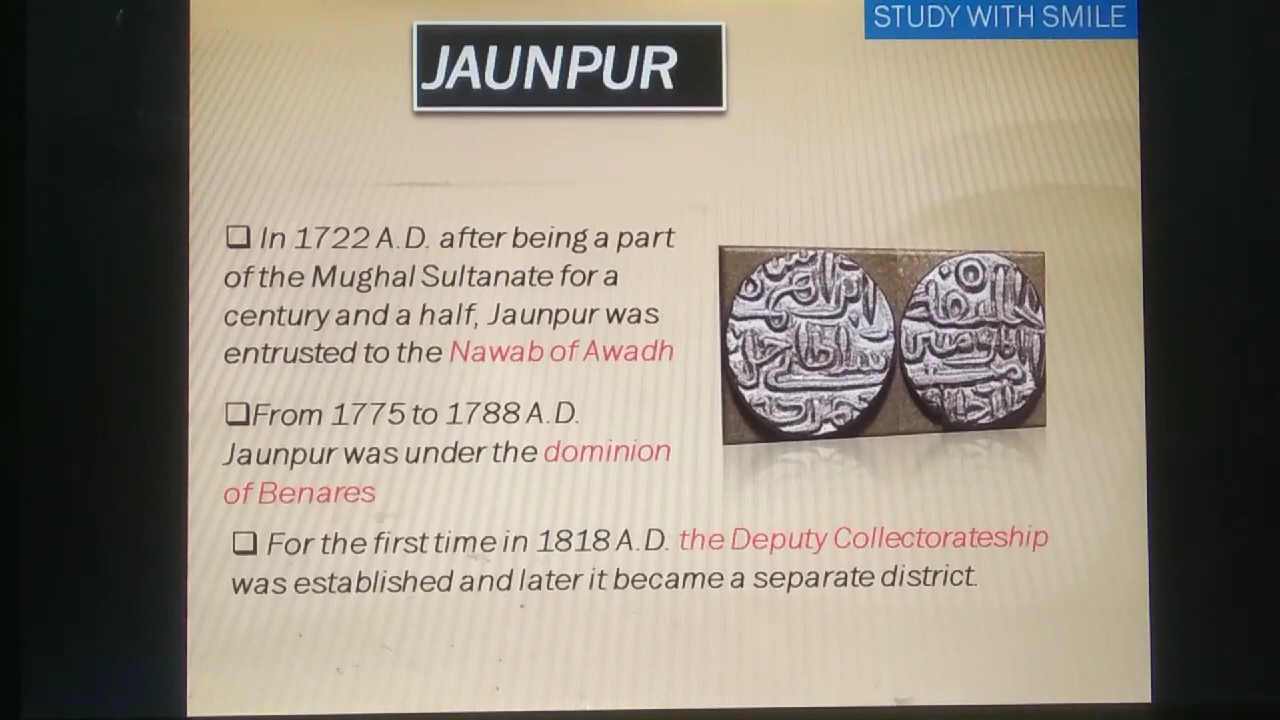 STUDY WITH SMILE
JAUNPUR
In 1722 A.D. after being a part
of the Mughal Sultanate for a
century and a half, Jaunpur was
entrusted to the Nawab of Awadh
From 1775 to 1788 A.D.
Jaunpur was under the dominion
of Benares
For the first time in 1818 A.D. the Deputy Collectorateship
was established and later it became a separate district.